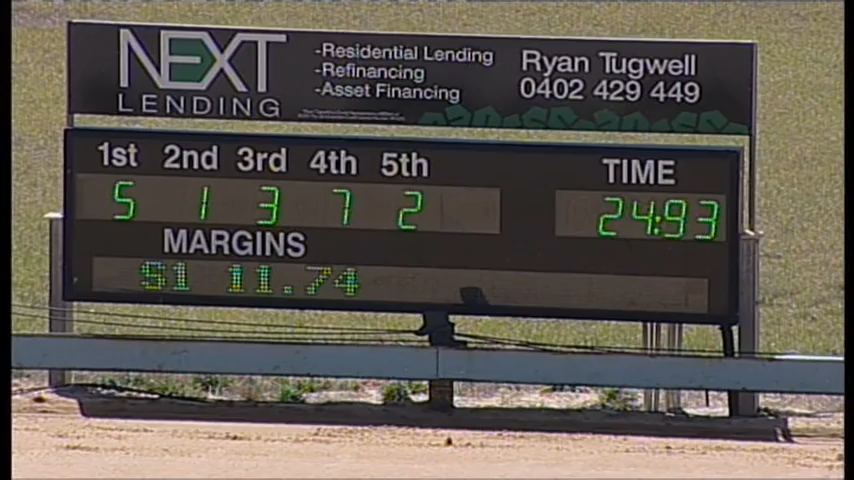 NEXT
LENDING
-Residential Lending
-Refinancing
-Asset Financing
Ryan Tugwell
0402 429 449
1st 2nd 3rd 4th 5th TIME
5 1 3 7 2 24:93
MARGINS
S1 11.74